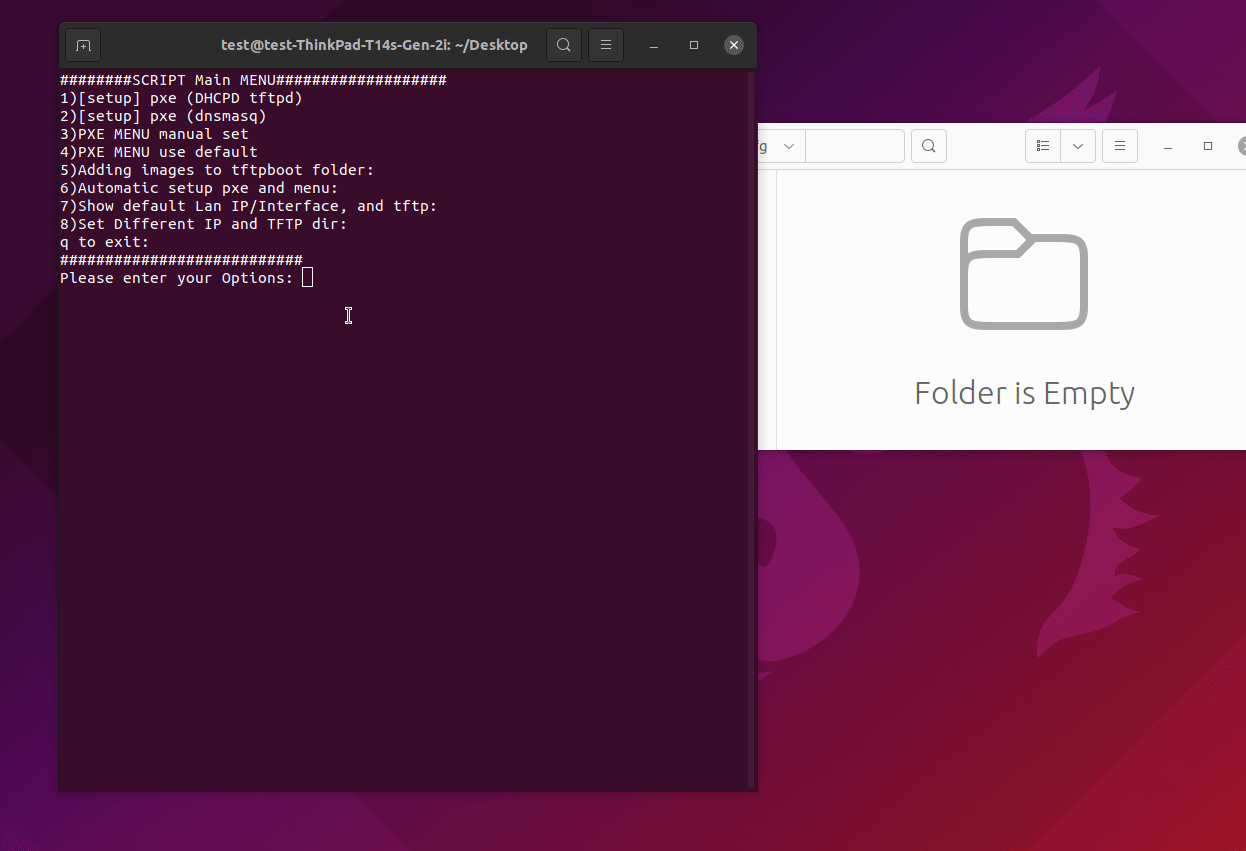 test@test-ThinkPad-T14s-Gen-2i: ~/Desktop
########SCRIPT Main MENU###################
1)[setup] pxe (DHCPD tftpd)
2)[setup] pxe (dnsmasq)
3)PXE MENU manual set
4)PXE MENU use default
5)Adding images to tftpboot folder:
6)Automatic setup pxe and menu:
7)Show default Lan IP/Interface, and tftp:
8)Set Different IP and TFTP dir:
q to exit:
###########################
Please enter your Options:
Folder is Empty